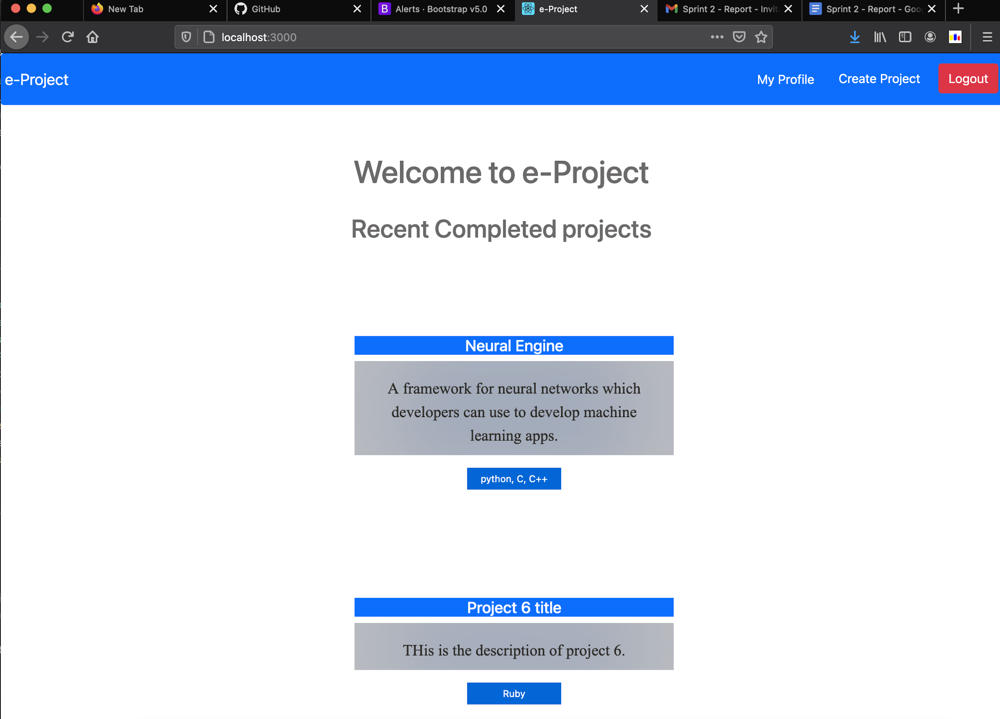 New Tab
GitHub
Alerts · Bootstrap v5.0
e-Project
Sprint 2 - Report - Invit
Sprint 2 - Report - Goo
localhost:3000
e-Project
My Profile
Create Project
Logout
Welcome to e-Project
Recent Completed projects
Neural Engine
A framework for neural networks which
developers can use to develop machine
learning apps.
python, C, C++
Project 6 title
THis is the description of project 6.
Ruby